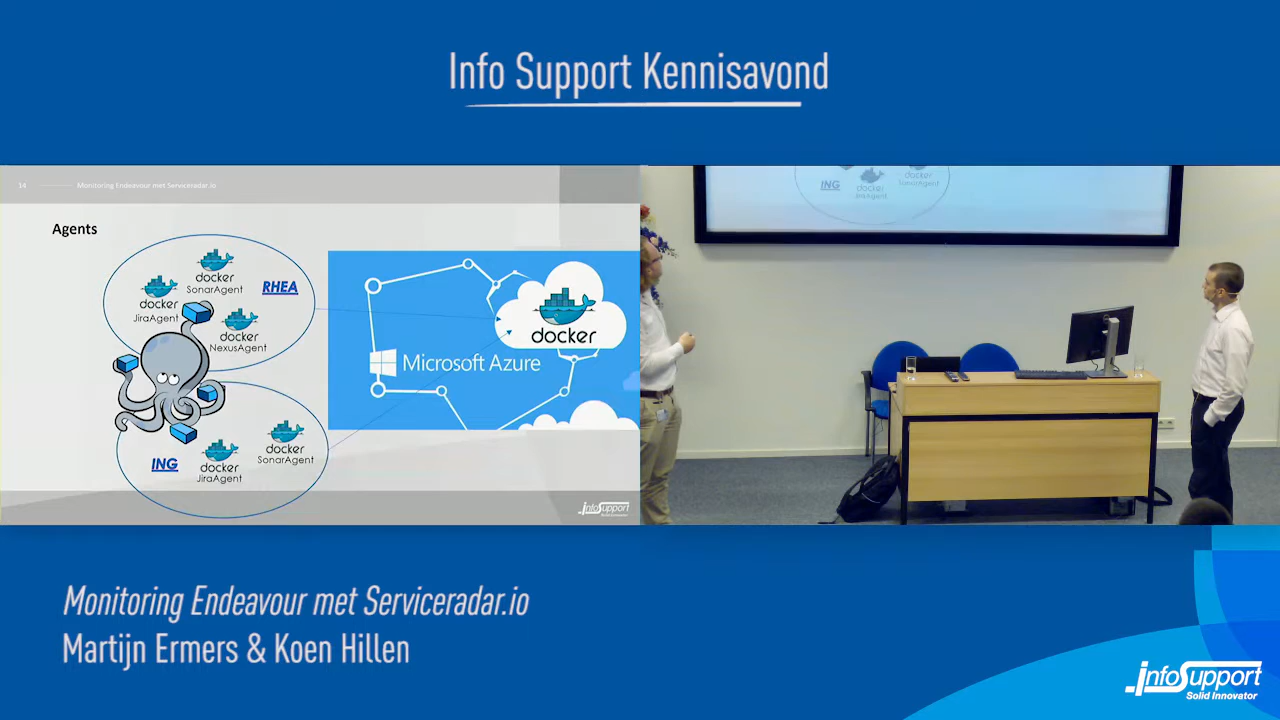 Info Support Kennisavond
14
Monitoring Endeavour met Serviceradar.io
Agents
docker
SonarAgent
RHEA
docker
JiraAgent
docker
NexusAgent
docker
Microsoft Azure
ING
docker
JiraAgent
docker
SonarAgent
infoSupport
ING
docker
JiraAgent
SonarAgent
Monitoring Endeavour met Serviceradar.io
Martijn Ermers & Koen Hillen
infoSupport
Solid Innovator